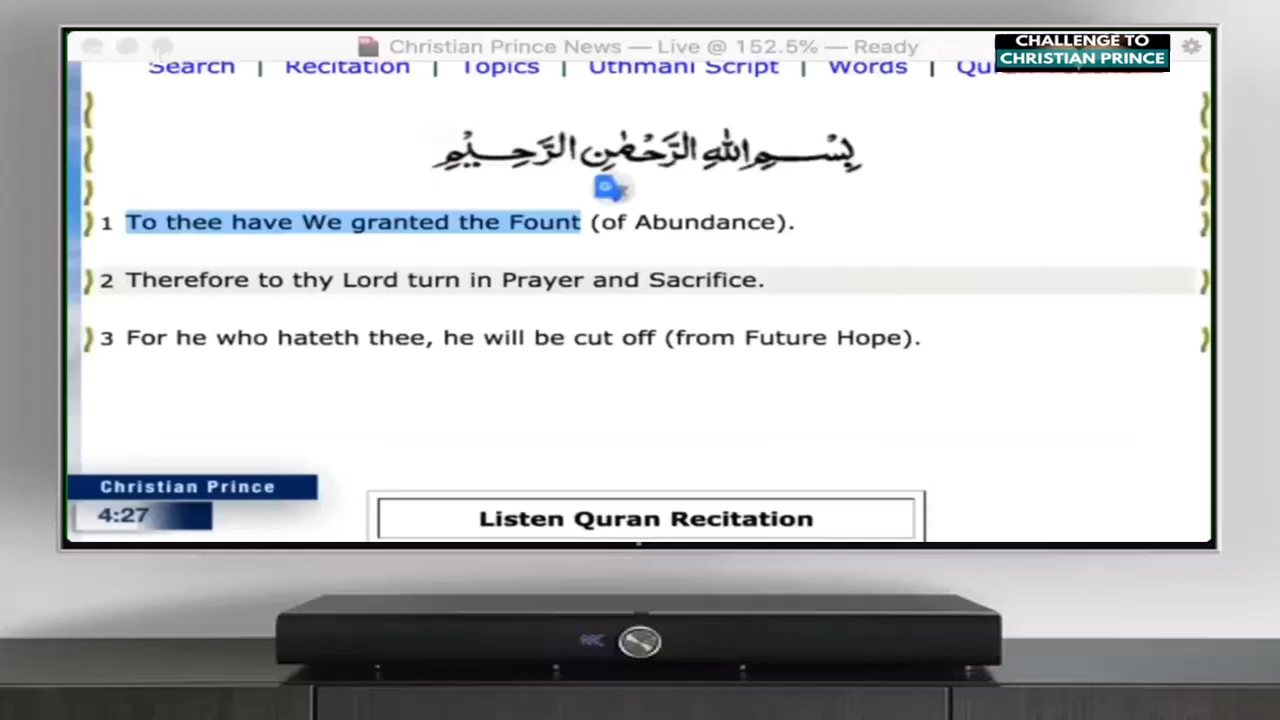 Christian Prince News — Live @ 152.5% — Ready
CHALLENGE TO
CHRISTIAN PRINCE
Search | Recitation | Topics | Uthmani Script | Words |
بِسْمِ اللهِ الرَّحْمٰنِ الرَّحِيْمِ
1 To thee have We granted the Fount (of Abundance).
2 Therefore to thy Lord turn in Prayer and Sacrifice.
3 For he who hateth thee, he will be cut off (from Future Hope).
Christian Prince
4:27
Listen Quran Recitation
ARC